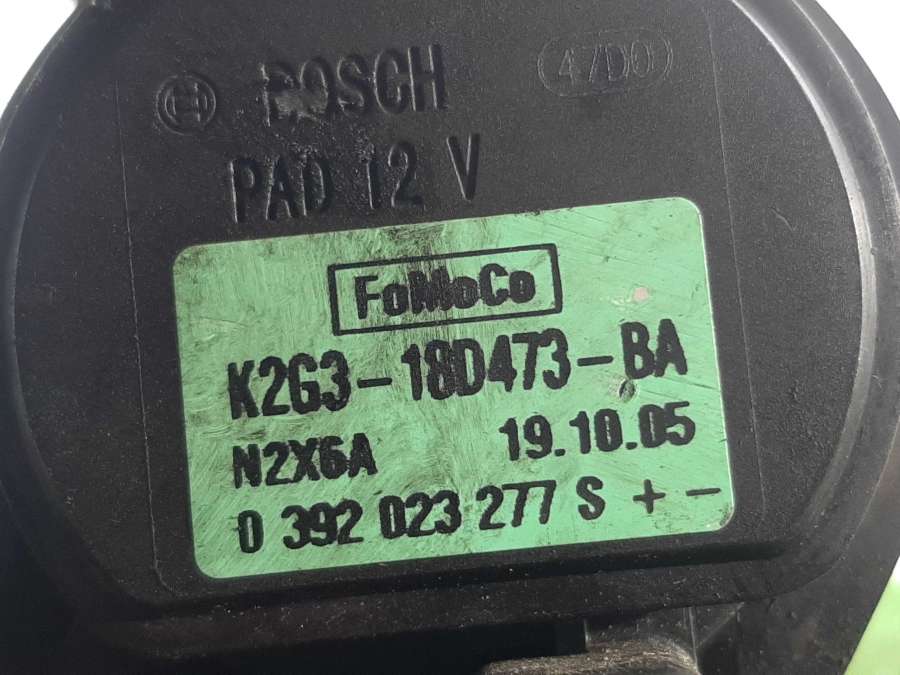 BOSCH 47D0
PAD 12 V
FoMoCo
K2G3-18D473-BA
N2X6A 19.10.05
0 392 023 277 S + -